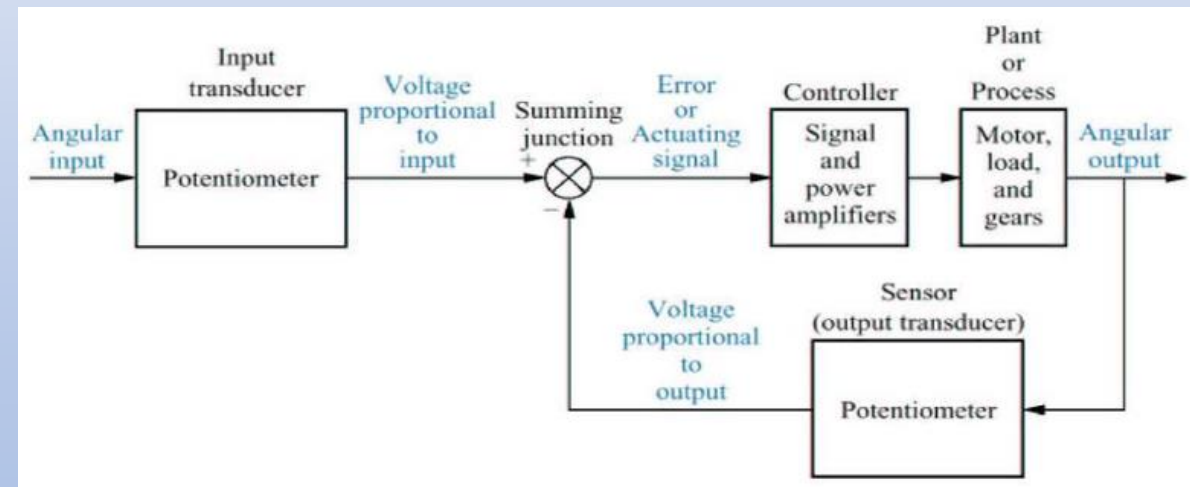 Input
transducer
Angular
input
Potentiometer
Voltage
proportional
to
input
Summing
junction
+
−
Error
or
Actuating
signal
Controller
Signal
and
power
amplifiers
Plant
or
Process
Motor,
load,
and
gears
Angular
output
Sensor
(output transducer)
Potentiometer
Voltage
proportional
to
output